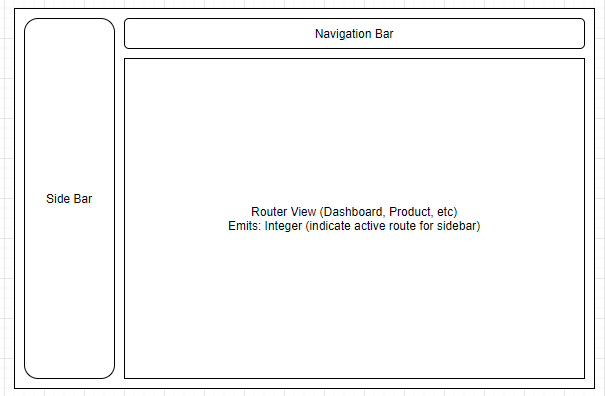 Navigation Bar
Side Bar
Router View (Dashboard, Product, etc)
Emits: Integer (indicate active route for sidebar)